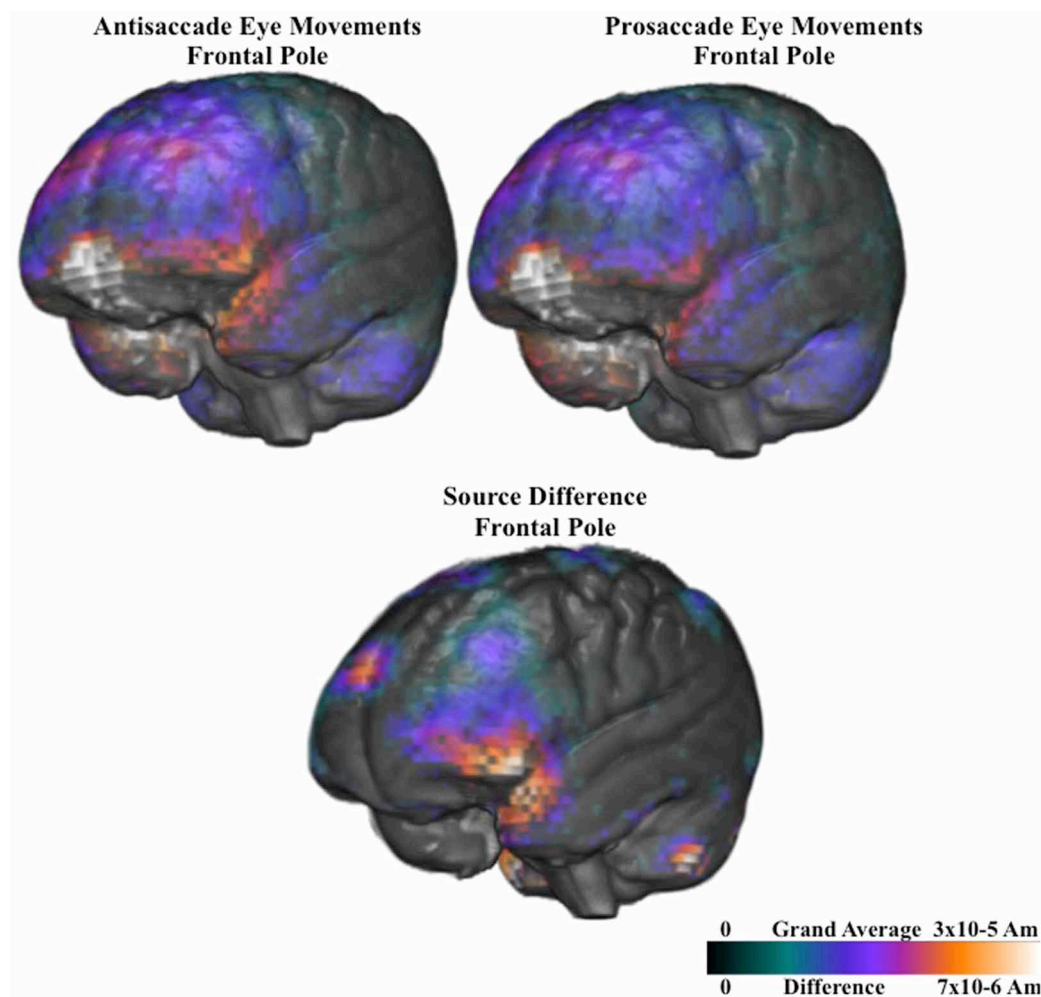 Antisaccade Eye Movements
Frontal Pole
Prosaccade Eye Movements
Frontal Pole
Source Difference
Frontal Pole
0 Grand Average 3x10-5 Am
0 Difference 7x10-6 Am